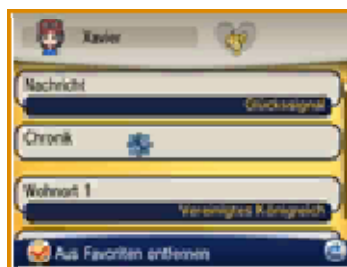 Xavier
Nachricht
Glückssignal
Chronik
Wohnort 1
Vereinigtes Königreich
Aus Favoriten entfernen